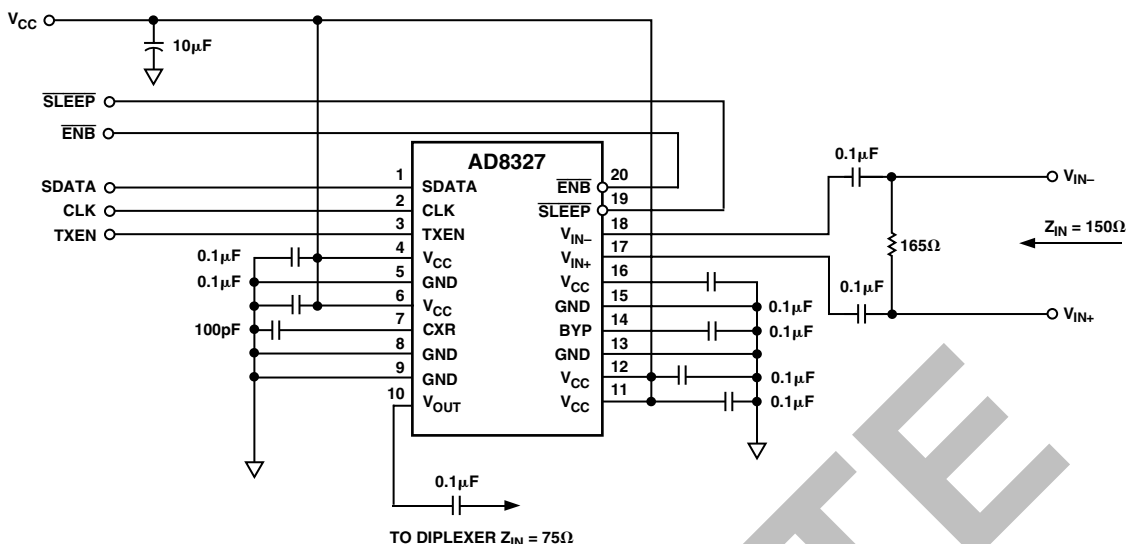 VCC
10µF
SLEEP
ENB
SDATA
CLK
TXEN
0.1µF
0.1µF
100pF
AD8327
1 SDATA
2 CLK
3 TXEN
4 VCC
5 GND
6 VCC
7 CXR
8 GND
9 GND
10 VOUT
ENB 20
SLEEP 19
VIN– 18
VIN+ 17
VCC 16
GND 15
BYP 14
GND 13
VCC 12
VCC 11
0.1µF
0.1µF
0.1µF
0.1µF
0.1µF
VIN–
165Ω
ZIN = 150Ω
0.1µF
VIN+
0.1µF
TO DIPLEXER ZIN = 75Ω
TE